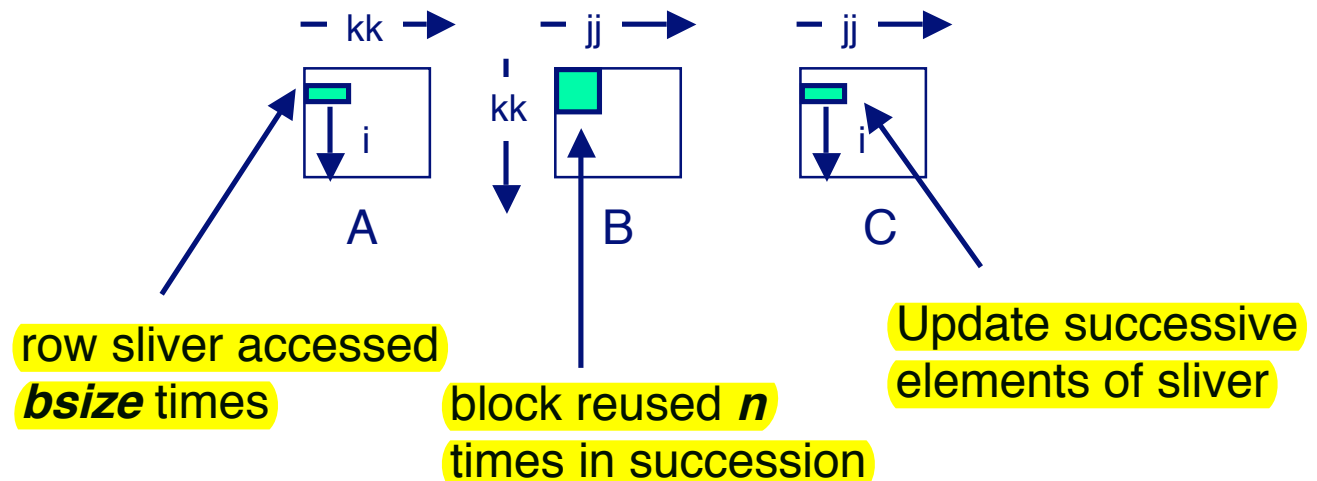 kk
jj
jj
kk
i
i
A
B
C
row sliver accessed
bsize times
block reused n
times in succession
Update successive
elements of sliver